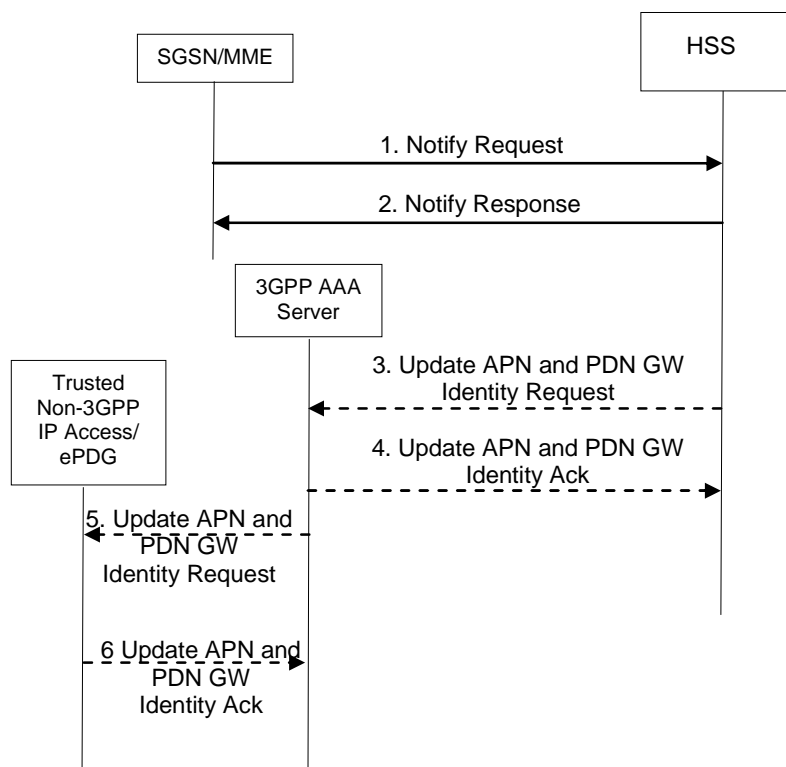 SGSN/MME
HSS
1. Notify Request
2. Notify Response
3GPP AAA
Server
3. Update APN and PDN GW
Identity Request
Trusted
Non-3GPP
IP Access/
ePDG
4. Update APN and PDN GW
Identity Ack
5. Update APN and
PDN GW
Identity Request
6 Update APN and
PDN GW
Identity Ack